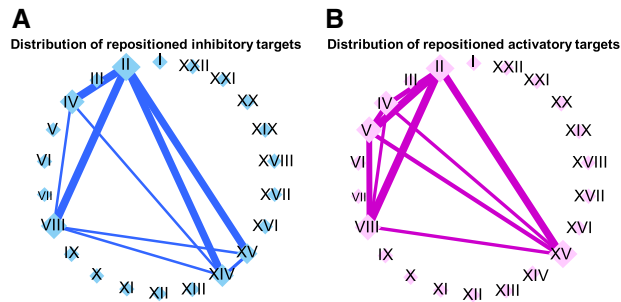 A
Distribution of repositioned inhibitory targets
I
II
III
IV
V
VI
VII
VIII
IX
X
XI
XII
XIII
XIV
XV
XVI
XVII
XVIII
XIX
XX
XXI
XXII
B
Distribution of repositioned activatory targets
I
II
III
IV
V
VI
VII
VIII
IX
X
XI
XII
XIII
XIV
XV
XVI
XVII
XVIII
XIX
XX
XXI
XXII